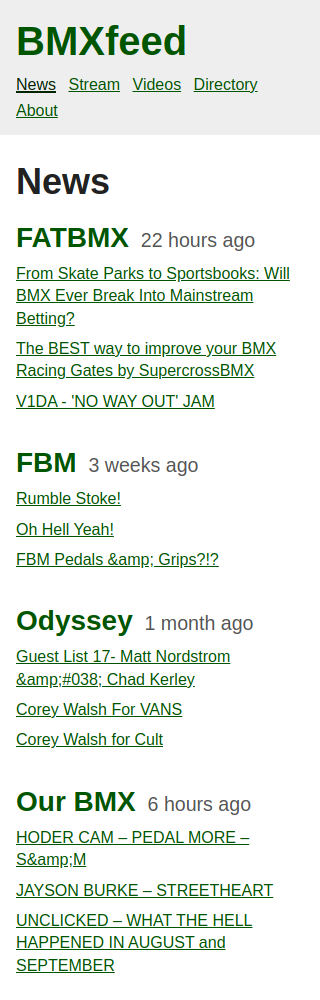 BMXfeed
News Stream Videos Directory
About
News
FATBMX 22 hours ago
From Skate Parks to Sportsbooks: Will
BMX Ever Break Into Mainstream
Betting?
The BEST way to improve your BMX
Racing Gates by SupercrossBMX
V1DA - 'NO WAY OUT' JAM
FBM 3 weeks ago
Rumble Stoke!
Oh Hell Yeah!
FBM Pedals &amp; Grips?!?
Odyssey 1 month ago
Guest List 17- Matt Nordstrom
&amp;#038; Chad Kerley
Corey Walsh For VANS
Corey Walsh for Cult
Our BMX 6 hours ago
HODER CAM – PEDAL MORE –
S&amp;M
JAYSON BURKE – STREETHEART
UNCLICKED – WHAT THE HELL
HAPPENED IN AUGUST and
SEPTEMBER